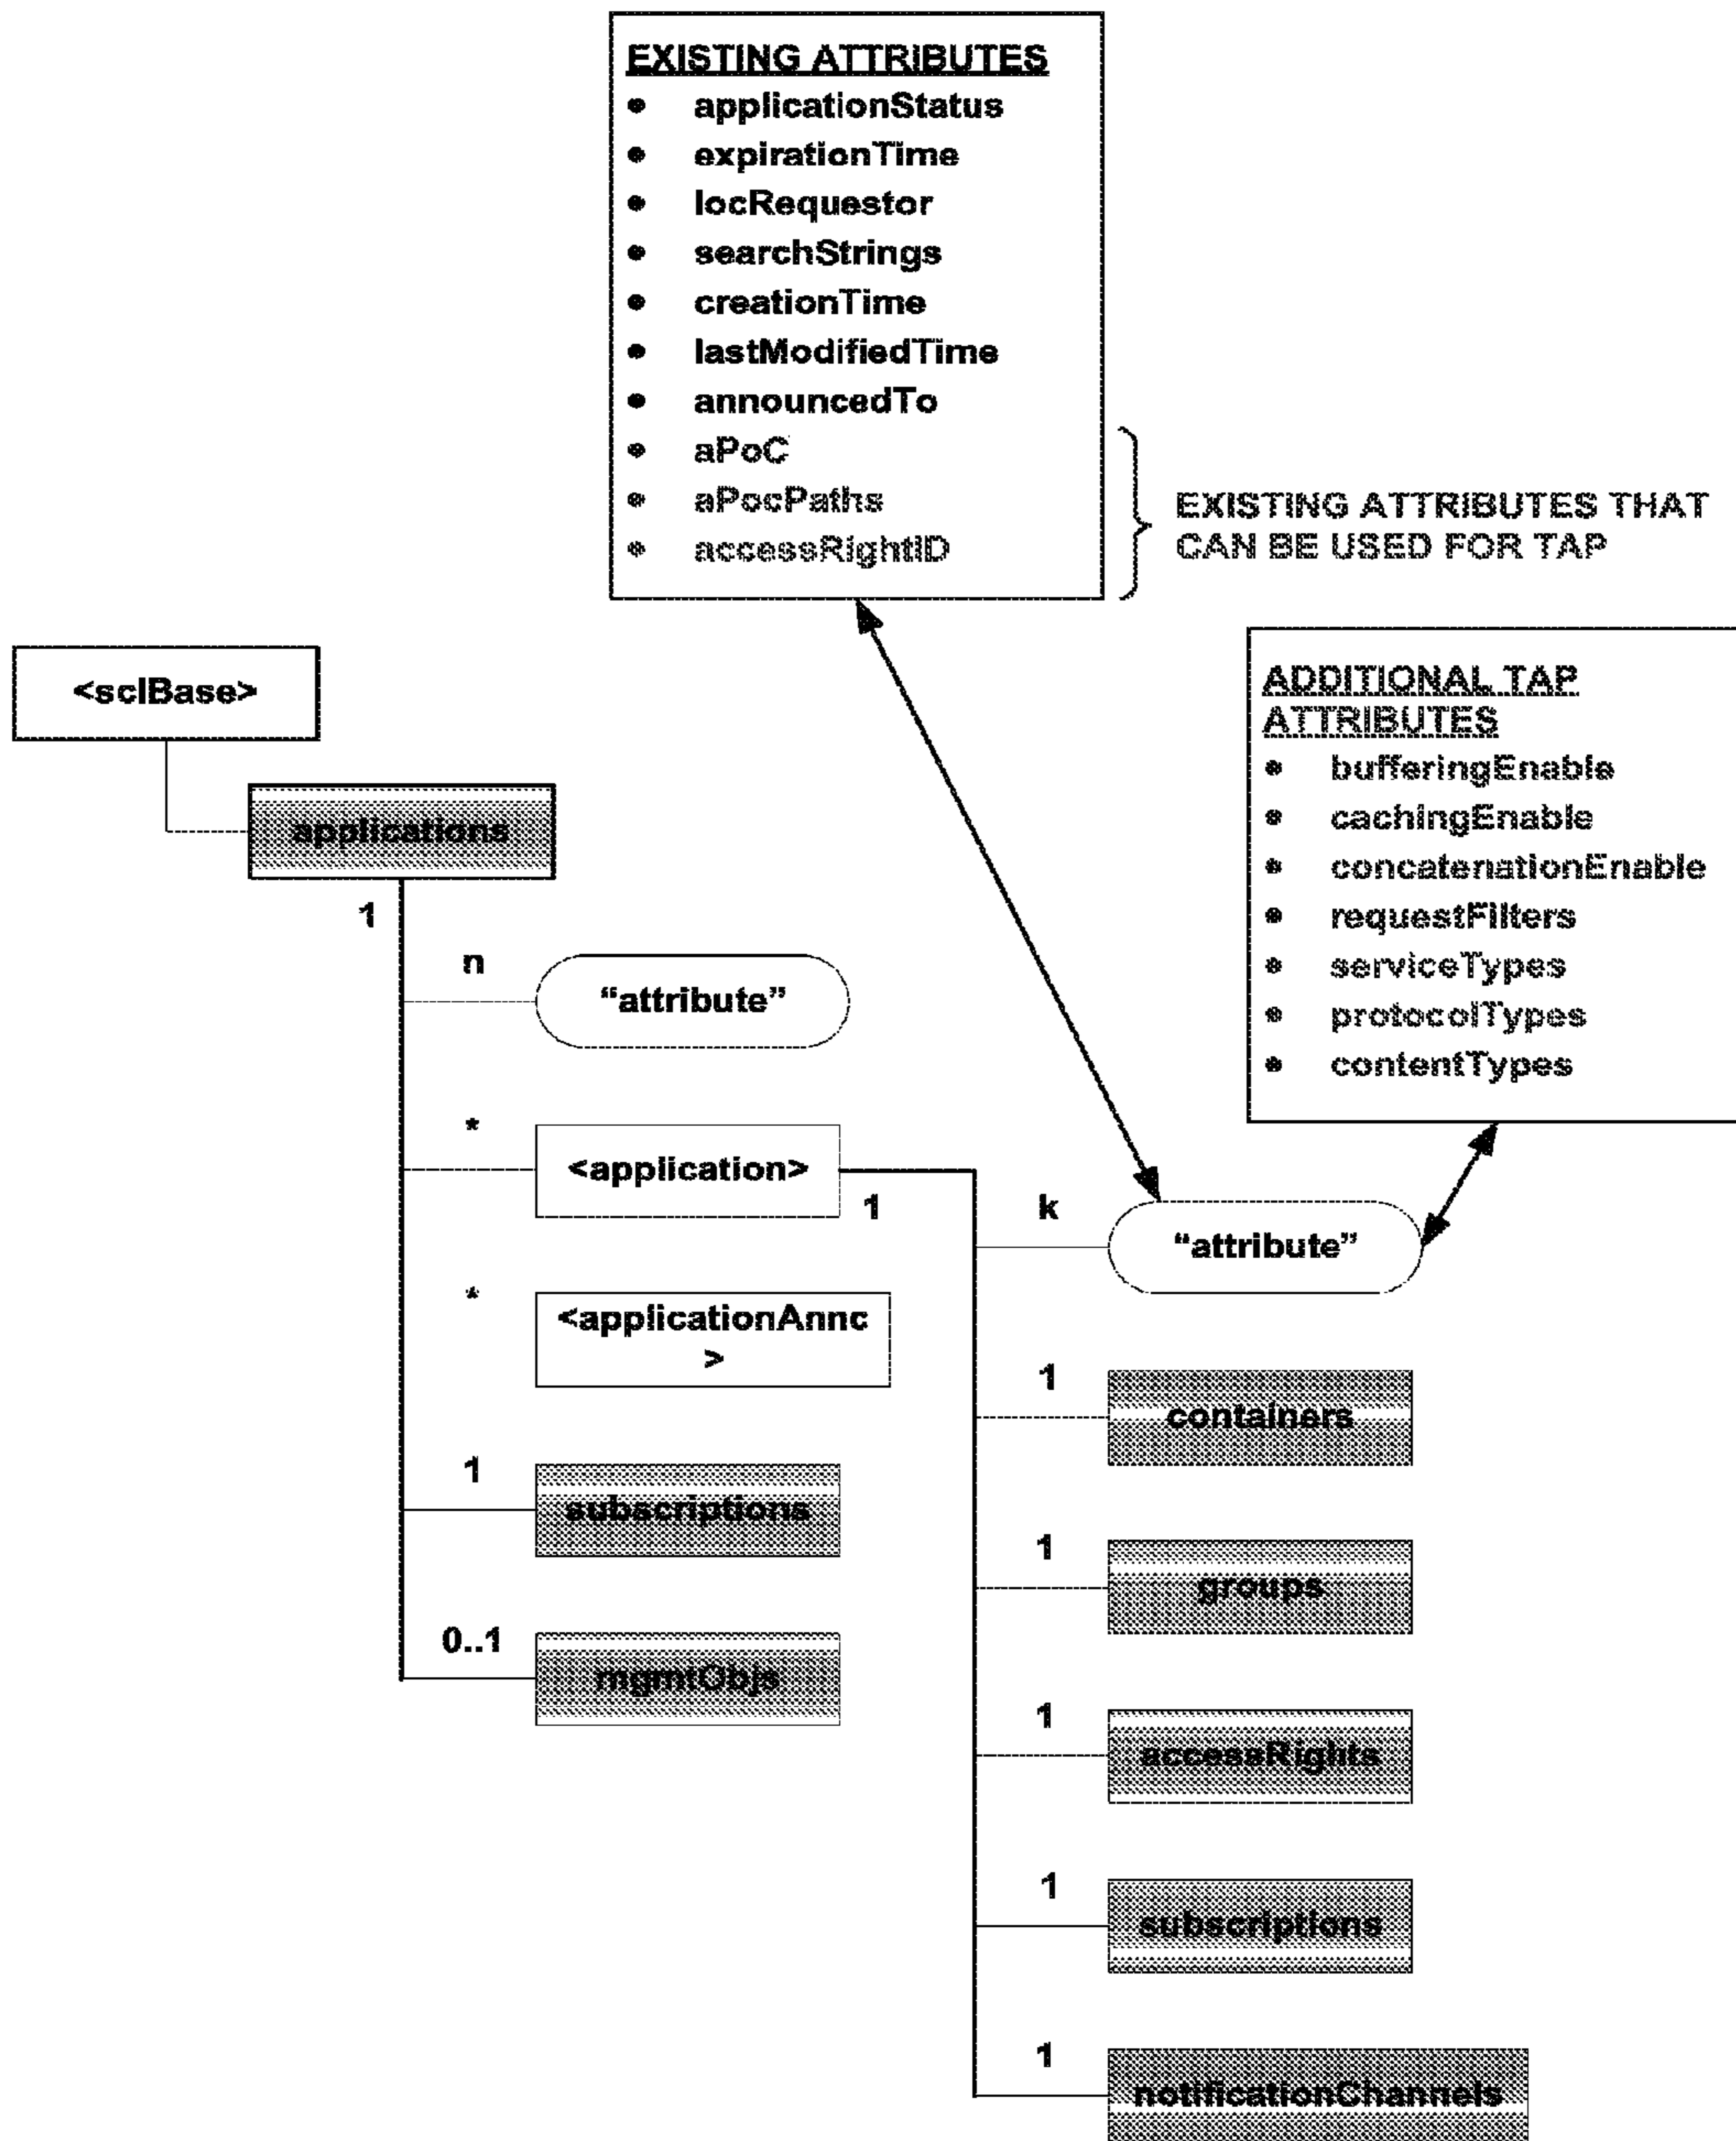 EXISTING ATTRIBUTES
• applicationStatus
• expirationTime
• locRequestor
• searchStrings
• creationTime
• lastModifiedTime
• announcedTo
• aPoC
• aPocPaths
• accessRightID
EXISTING ATTRIBUTES THAT
CAN BE USED FOR TAP
<sclBase>
applications
ADDITIONAL TAP
ATTRIBUTES
• bufferingEnable
• cachingEnable
• concatenationEnable
• requestFilters
• serviceTypes
• protocolTypes
• contentTypes
1
n
“attribute”
*
<application>
1
k
“attribute”
*
<applicationAnnc
>
1
containers
1
subscriptions
1
groups
0..1
mgmtObjs
1
accessRights
1
subscriptions
1
notificationChannels